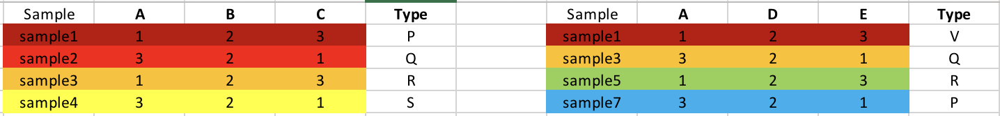 Sample A B C Type Sample A D E Type
sample1 1 2 3 P sample1 1 2 3 V
sample2 3 2 1 Q sample3 3 2 1 Q
sample3 1 2 3 R sample5 1 2 3 R
sample4 3 2 1 S sample7 3 2 1 P